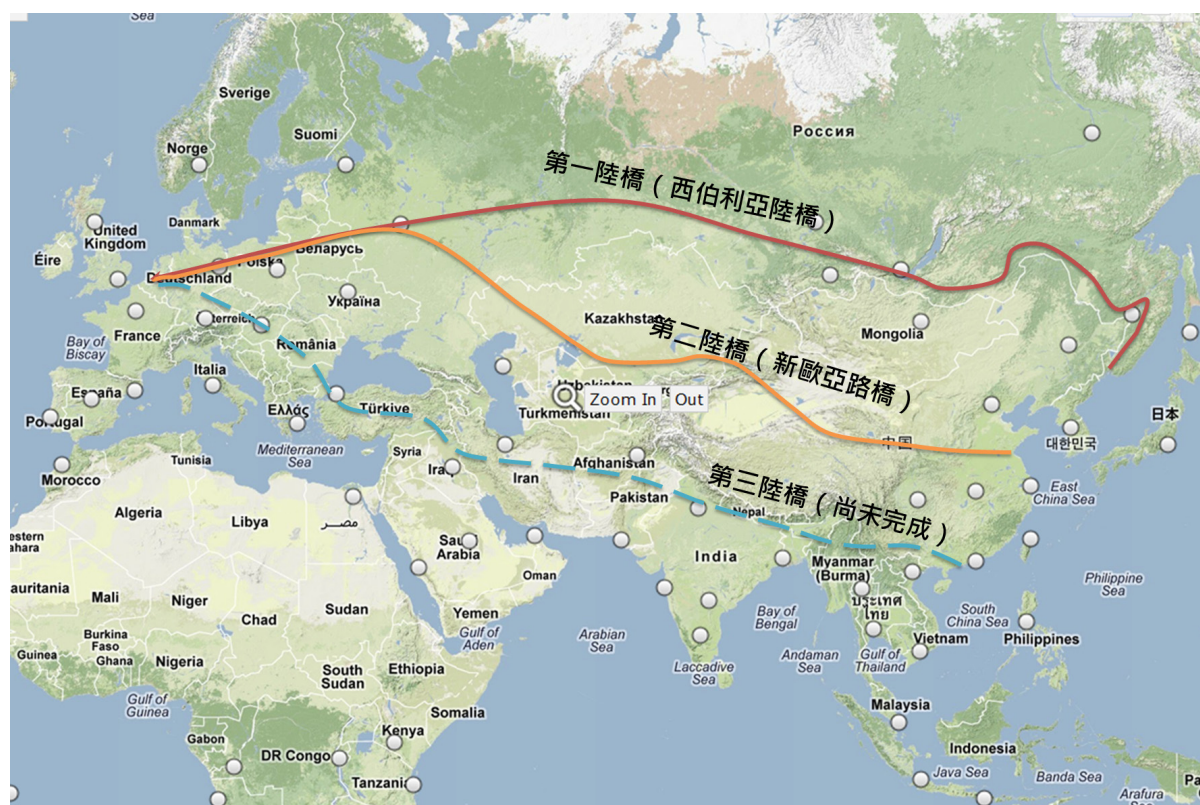 Sea
Sverige
Suomi
Norge
Россия
第一陸橋（西伯利亞陸橋）
Danmark
United
Kingdom
Éire
Беларусь
Polska
Deutschland
Україна
France
Österreich
Kazakhstan
Mongolia
第二陸橋（新歐亞路橋）
România
Bay of
Biscay
Italia
Uzbekistan
Zoom In
Out
España
Portugal
Ελλάς
Türkiye
Turkmenistan
日本
中国
대한민국
Mediterranean
Sea
Tunisia
Syria
Iraq
Iran
Afghanistan
Morocco
第三陸橋（尚未完成）
East
China Sea
Pakistan
Nepal
Algeria
Libya
مصر
estern
ahara
Saudi
Arabia
India
Myanmar
(Burma)
Oman
Philippine
Sea
auritania
Mali
Niger
Chad
Sudan
Yemen
Gulf of
Aden
Arabian
Sea
Bay of
Bengal
ประเทศ
ไทย
South
China Sea
Vietnam
Philippines
Burkina
Faso
Guinea
Ghana
Nigeria
South
Sudan
Ethiopia
Laccadive
Sea
Andaman
Sea
Gulf of
Thailand
Gulf of
Guinea
Somalia
Malaysia
Gabon
Kenya
DR Congo
Indonesia
Tanzania
Java Sea
Banda Sea
Pa
Arafura
Sea